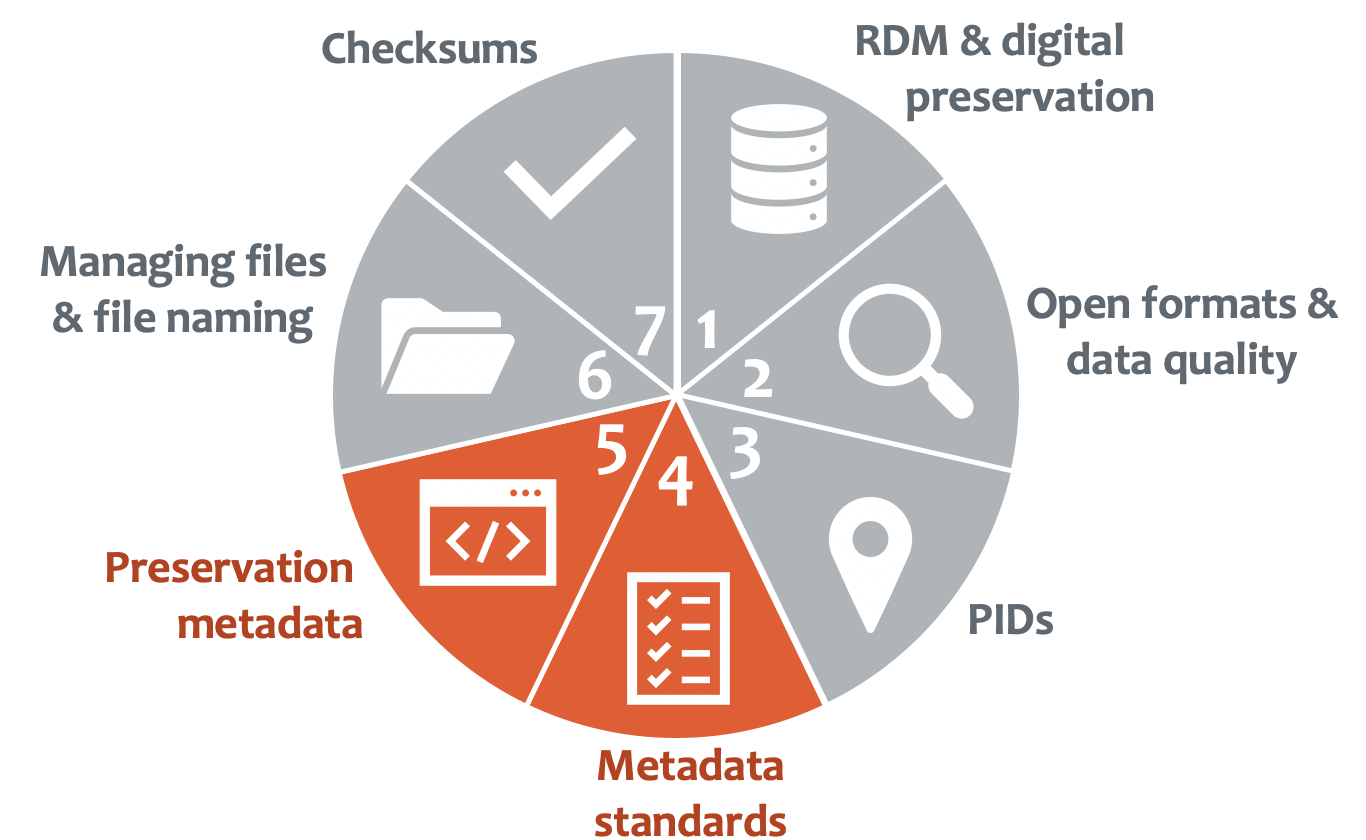 Checksums
RDM & digital
preservation
Managing files
& file naming
Open formats &
data quality
7
1
6
2
5
3
4
</>
Preservation
metadata
PIDs
Metadata
standards